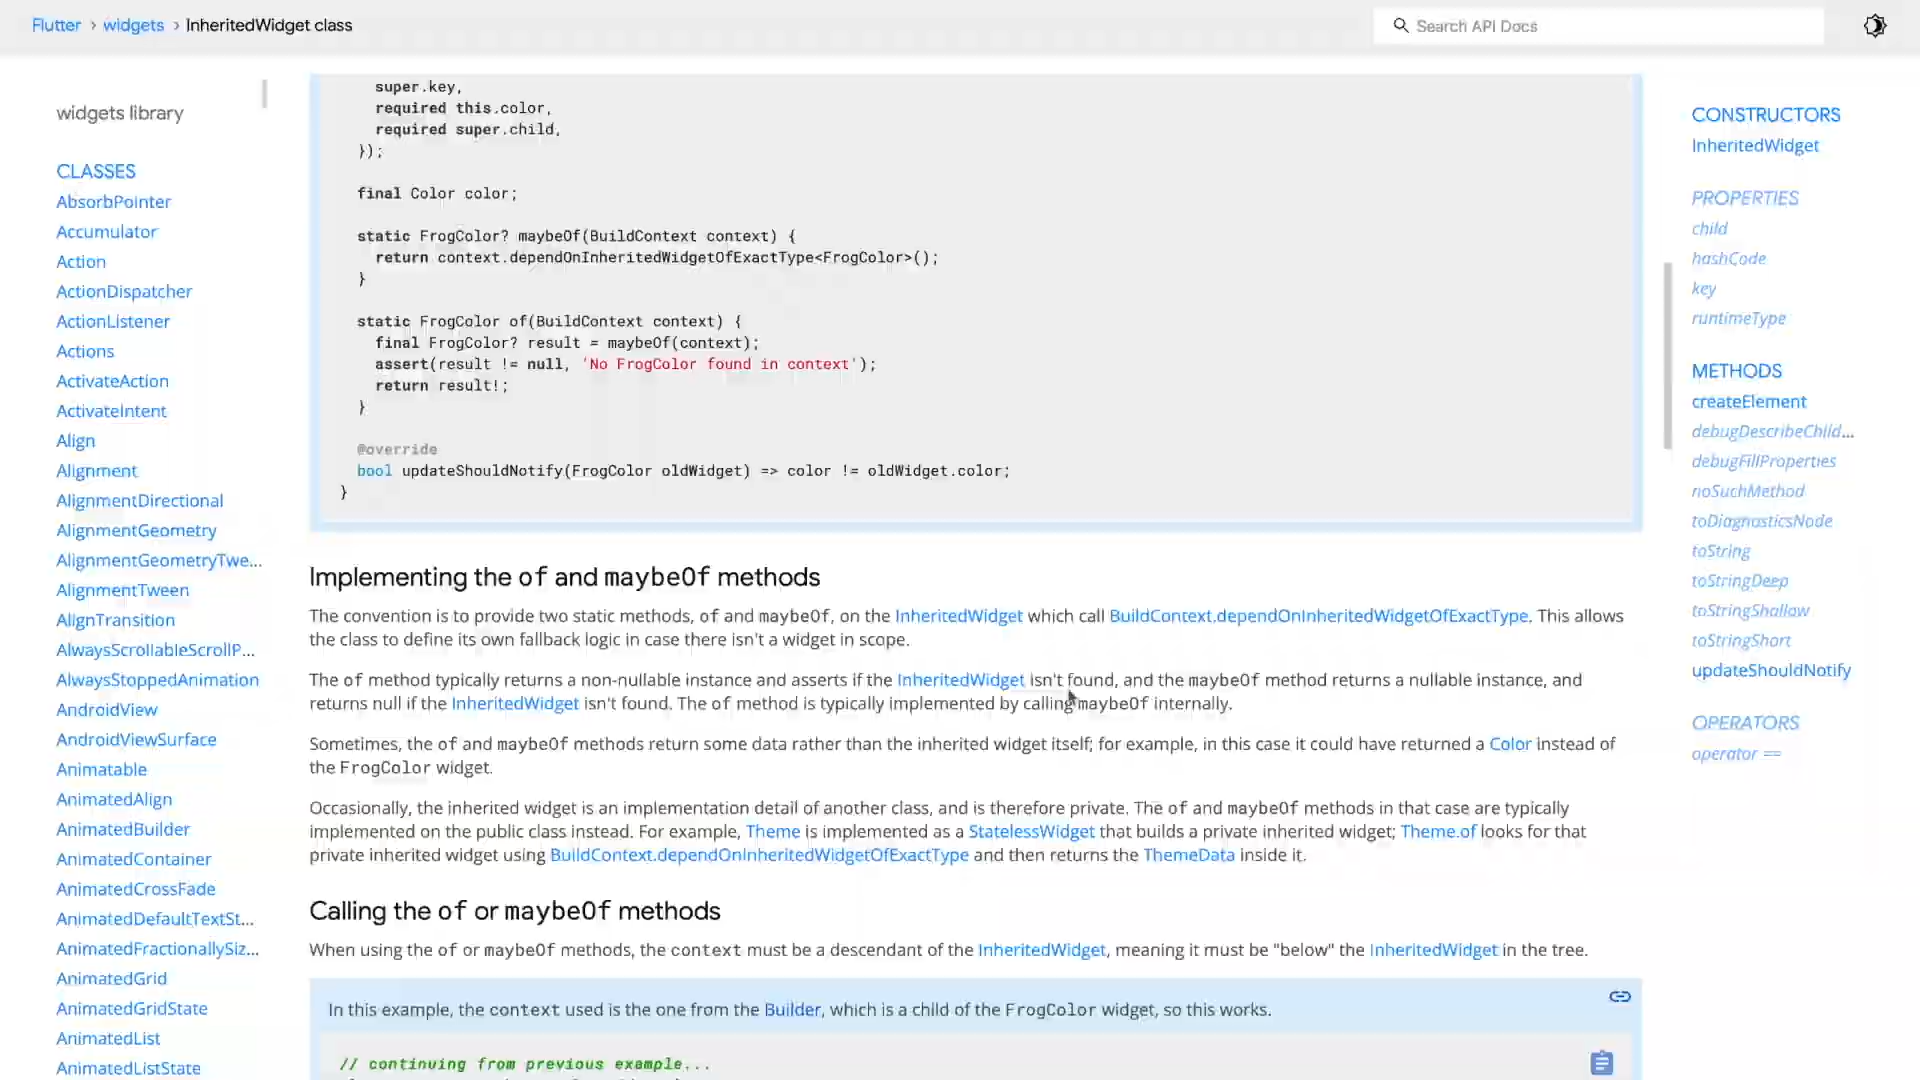 Flutter › widgets › InheritedWidget class
Search API Docs
widgets library
CLASSES
AbsorbPointer
Accumulator
Action
ActionDispatcher
ActionListener
Actions
ActivateAction
ActivateIntent
Align
Alignment
AlignmentDirectional
AlignmentGeometry
AlignmentGeometryTwe...
AlignmentTween
AlignTransition
AlwaysScrollableScrollP...
AlwaysStoppedAnimation
AndroidView
AndroidViewSurface
Animatable
AnimatedAlign
AnimatedBuilder
AnimatedContainer
AnimatedCrossFade
AnimatedDefaultTextSt...
AnimatedFractionallySiz...
AnimatedGrid
AnimatedGridState
AnimatedList
AnimatedListState
super.key,
required this.color,
required super.child,
});
final Color color;
static FrogColor? maybeOf(BuildContext context) {
return context.dependOnInheritedWidgetOfExactType<FrogColor>();
}
static FrogColor of(BuildContext context) {
final FrogColor? result = maybeOf(context);
assert(result != null, 'No FrogColor found in context');
return result!;
}
@override
bool updateShouldNotify(FrogColor oldWidget) => color != oldWidget.color;
}
Implementing the of and maybeOf methods
The convention is to provide two static methods, of and maybeOf, on the InheritedWidget which call BuildContext.dependOnInheritedWidgetOfExactType. This allows
the class to define its own fallback logic in case there isn't a widget in scope.
The of method typically returns a non-nullable instance and asserts if the InheritedWidget isn't found, and the maybeOf method returns a nullable instance, and
returns null if the InheritedWidget isn't found. The of method is typically implemented by calling maybeOf internally.
Sometimes, the of and maybeOf methods return some data rather than the inherited widget itself; for example, in this case it could have returned a Color instead of
the FrogColor widget.
Occasionally, the inherited widget is an implementation detail of another class, and is therefore private. The of and maybeOf methods in that case are typically
implemented on the public class instead. For example, Theme is implemented as a StatelessWidget that builds a private inherited widget; Theme.of looks for that
private inherited widget using BuildContext.dependOnInheritedWidgetOfExactType and then returns the ThemeData inside it.
Calling the of or maybeOf methods
When using the of or maybeOf methods, the context must be a descendant of the InheritedWidget, meaning it must be "below" the InheritedWidget in the tree.
In this example, the context used is the one from the Builder, which is a child of the FrogColor widget, so this works.
// continuing from previous example...
CONSTRUCTORS
InheritedWidget
PROPERTIES
child
hashCode
key
runtimeType
METHODS
createElement
debugDescribeChild...
debugFillProperties
noSuchMethod
toDiagnosticsNode
toString
toStringDeep
toStringShallow
toStringShort
updateShouldNotify
OPERATORS
operator ==